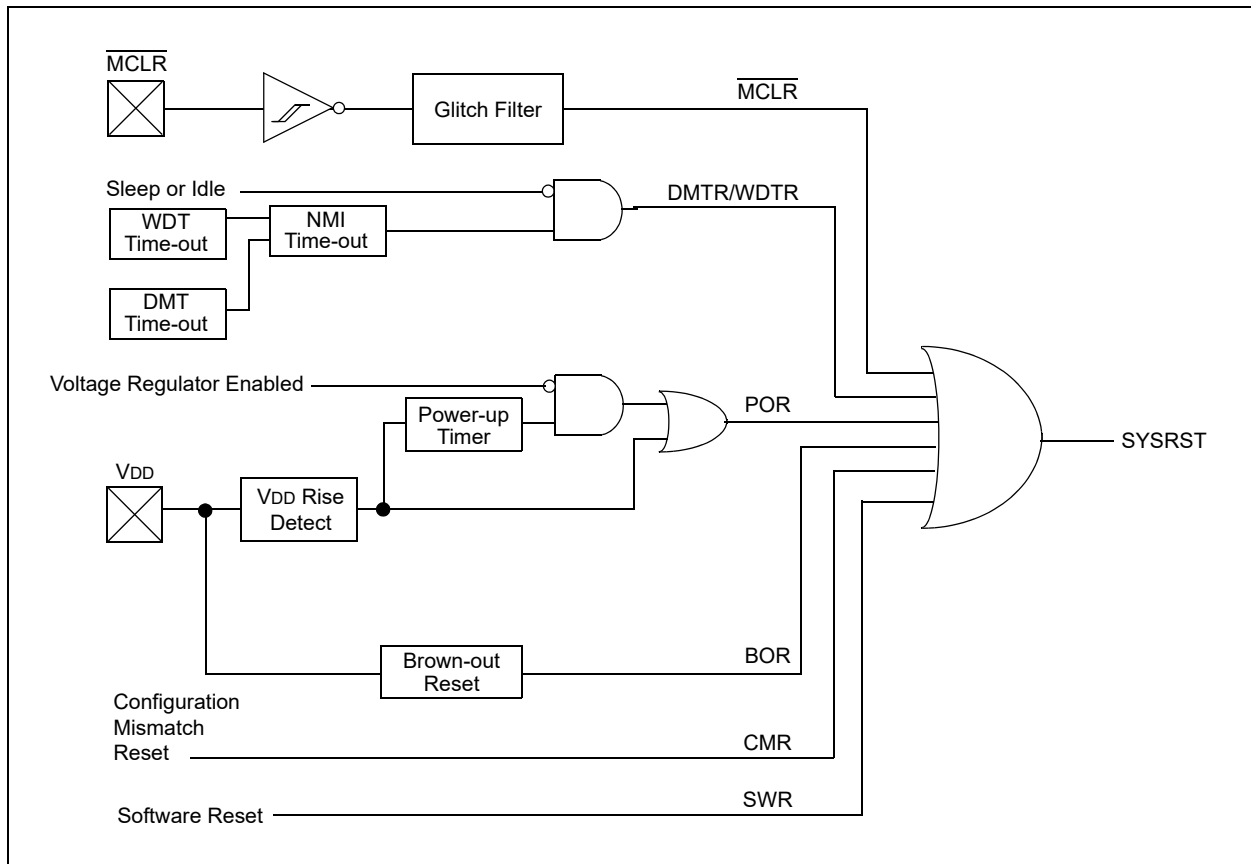 MCLR
Glitch Filter
MCLR
Sleep or Idle
DMTR/WDTR
WDT
Time-out
NMI
Time-out
DMT
Time-out
Voltage Regulator Enabled
Power-up
Timer
POR
SYSRST
VDD
VDD Rise
Detect
Brown-out
Reset
BOR
Configuration
Mismatch
Reset
CMR
Software Reset
SWR